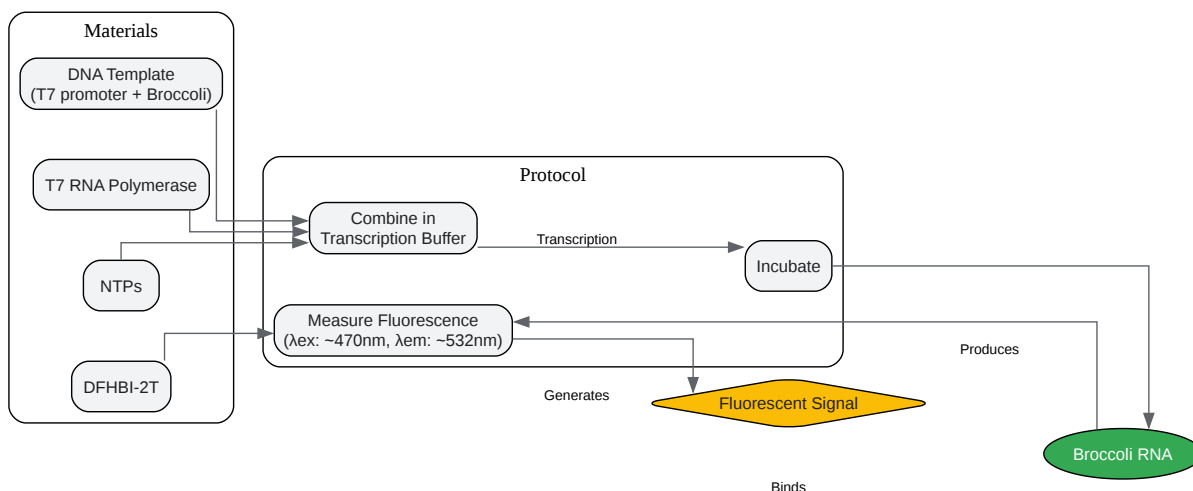 Materials
DNA Template
(T7 promoter + Broccoli)
T7 RNA Polymerase
NTPs
DFHBI-2T
Protocol
Combine in
Transcription Buffer
Transcription
Incubate
Measure Fluorescence
(λex: ~470nm, λem: ~532nm)
Produces
Generates
Fluorescent Signal
Broccoli RNA
Binds